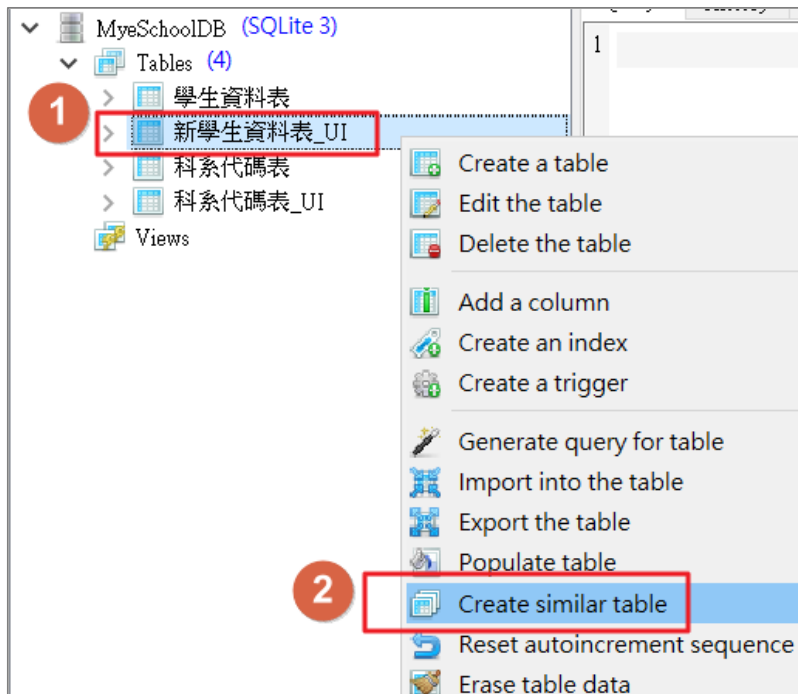 MyeSchoolDB (SQLite 3)
1
Tables (4)
學生資料表
1
新學生資料表_UI
科系代碼表
科系代碼表_UI
Views
Create a table
Edit the table
Delete the table
Add a column
Create an index
Create a trigger
Generate query for table
Import into the table
Export the table
Populate table
2
Create similar table
Reset autoincrement sequence
Erase table data